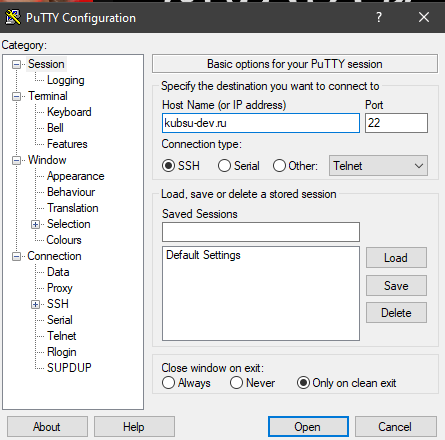 PuTTY Configuration
?
Category:
Session
Logging
Terminal
Keyboard
Bell
Features
Window
Appearance
Behaviour
Translation
Selection
Colours
Connection
Data
Proxy
SSH
Serial
Telnet
Rlogin
SUPDUP
Basic options for your PuTTY session
Specify the destination you want to connect to
Host Name (or IP address) Port
kubsu-dev.ru 22
Connection type:
SSH Serial Other: Telnet
Load, save or delete a stored session
Saved Sessions
Default Settings
Load
Save
Delete
Close window on exit:
Always Never Only on clean exit
About Help Open Cancel